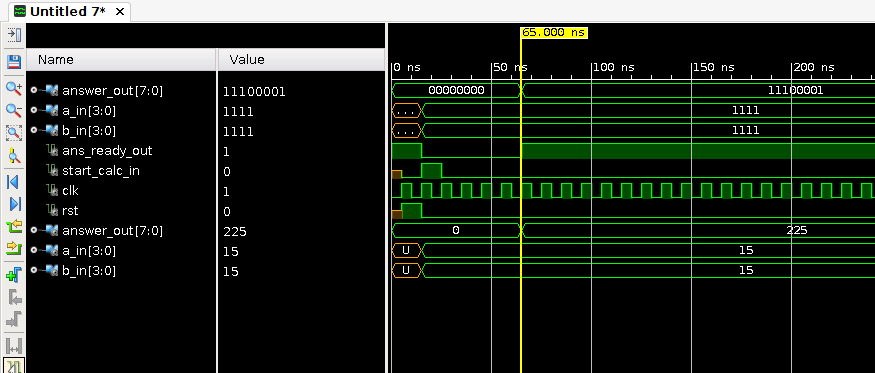 Untitled 7* ×
65.000 ns
Name Value
0 ns 50 ns 100 ns 150 ns 200 ns
answer_out[7:0] 11100001 00000000 11100001
a_in[3:0] 1111 ... 1111
b_in[3:0] 1111 ... 1111
ans_ready_out 1
start_calc_in 0
clk 1
rst 0
answer_out[7:0] 225 0 225
a_in[3:0] 15 U 15
b_in[3:0] 15 U 15